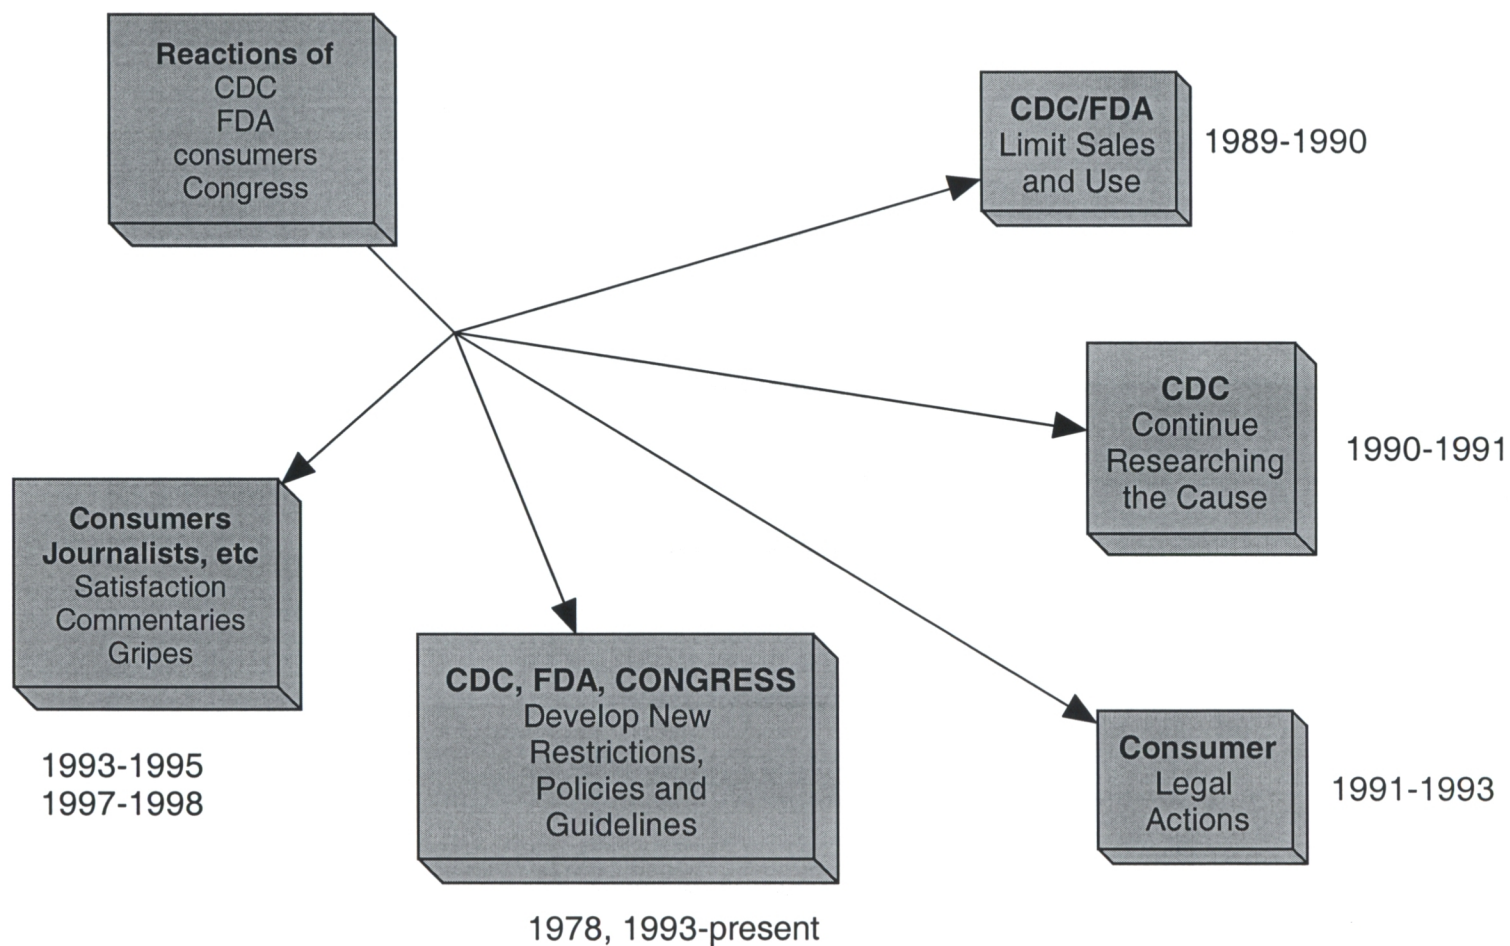 Reactions of
CDC
FDA
consumers
Congress
CDC/FDA
Limit Sales
and Use
1989-1990
CDC
Continue
Researching
the Cause
1990-1991
Consumer
Legal
Actions
1991-1993
CDC, FDA, CONGRESS
Develop New
Restrictions,
Policies and
Guidelines
1978, 1993-present
Consumers
Journalists, etc
Satisfaction
Commentaries
Gripes
1993-1995
1997-1998